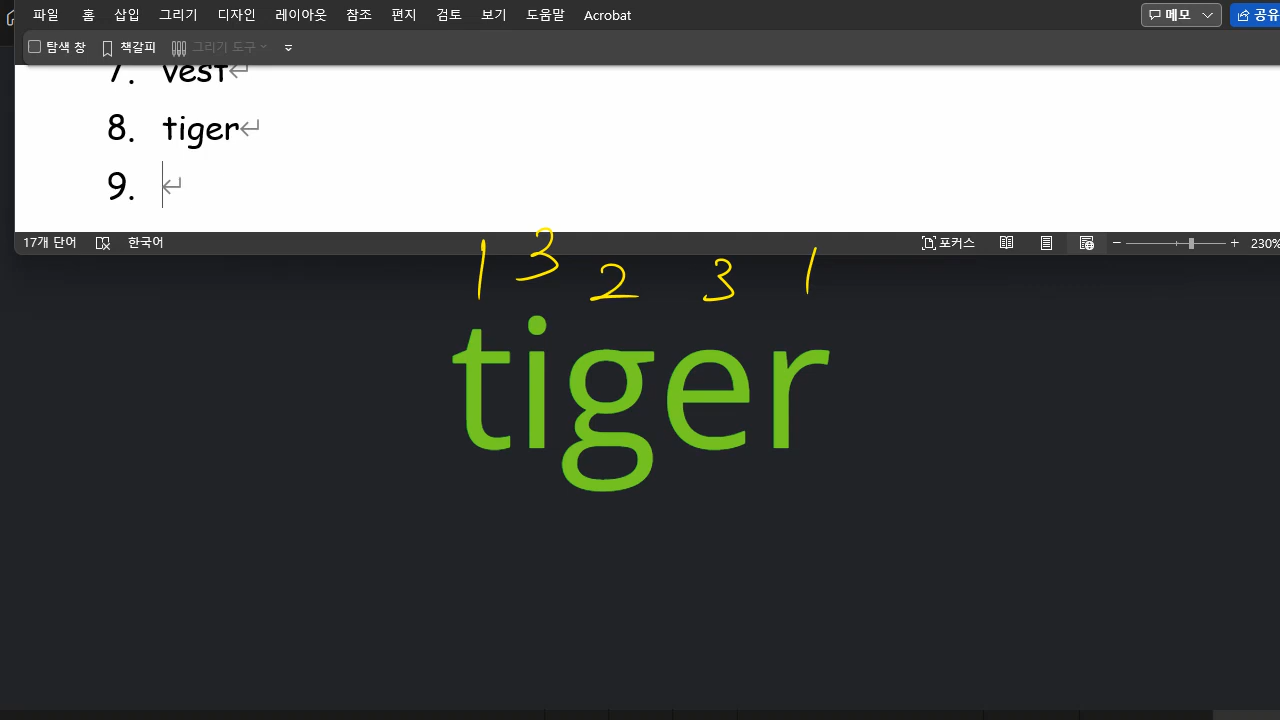 파일 홈 삽입 그리기 디자인 레이아웃 참조 편지 검토 보기 도움말 Acrobat 메모 공유
탐색 창 책갈피 그리기 도구
7. vest
8. tiger
9.
17개 단어 한국어 포커스 230%
1 3 2 3 1
tiger